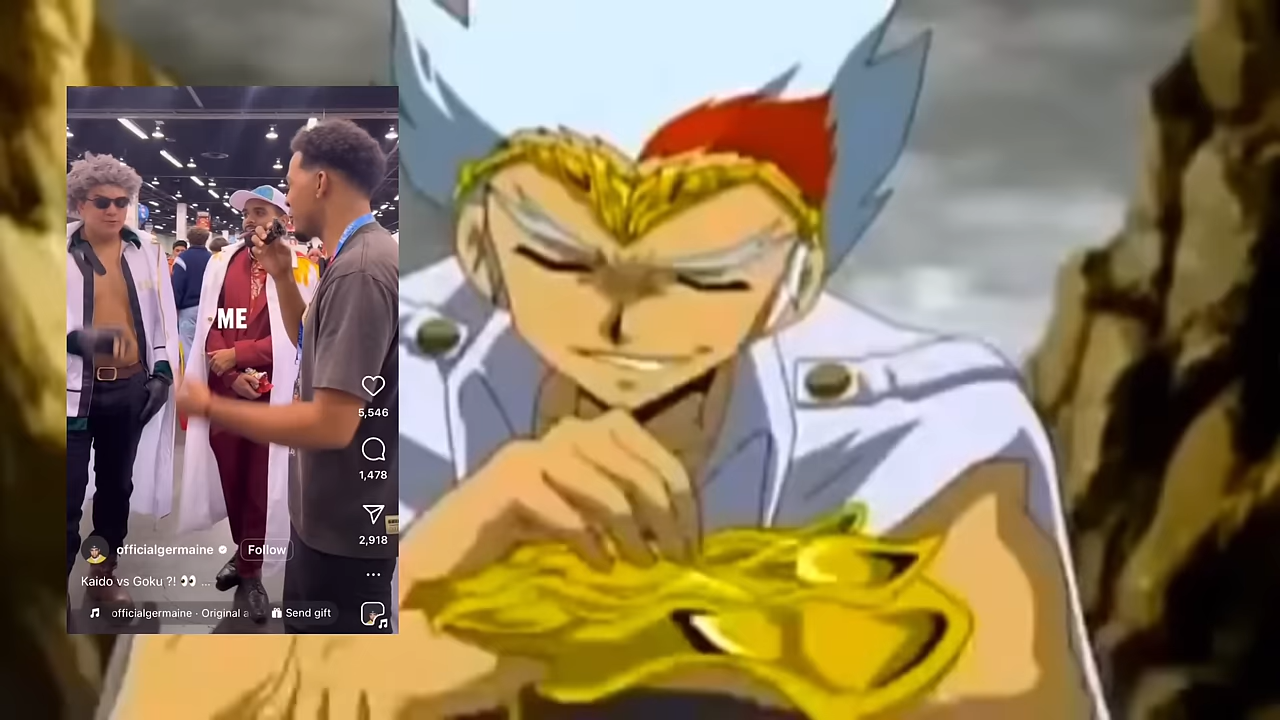 ME
5,546
1,478
2,918
officialgermaine Follow
Kaido vs Goku ?! 👀 ...
officialgermaine · Original a Send gift